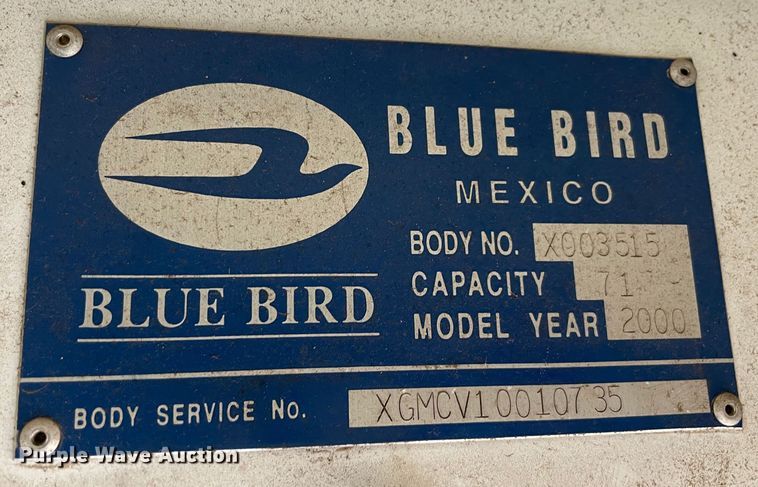 BLUE BIRD
MEXICO
BODY NO. X003515
CAPACITY 71
MODEL YEAR 2000
BLUE BIRD
BODY SERVICE No. XGMCV10010735
Purple Wave Auction